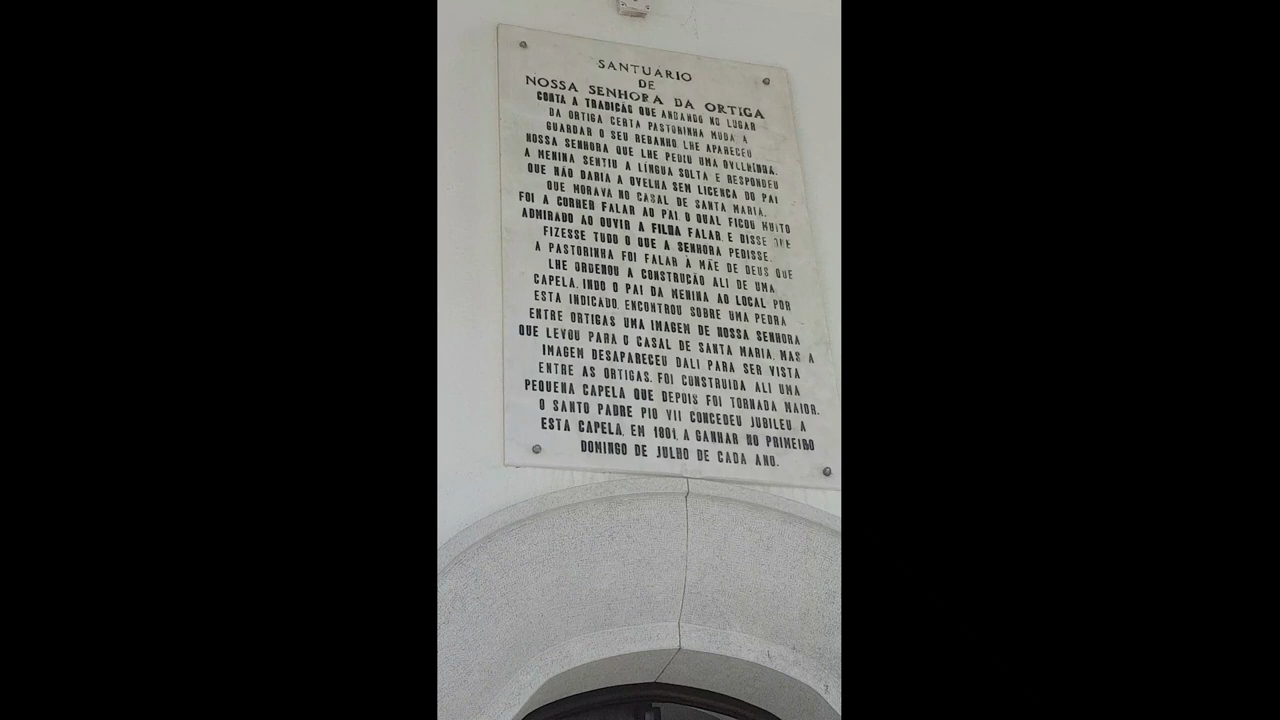 SANTUÁRIO
DE
NOSSA SENHORA DA ORTIGA
CONTA A TRADIÇÃO QUE ANDANDO NO LUGAR
DA ORTIGA CERTA PASTORINHA MUDA A
GUARDAR O SEU REBANHO, LHE APARECEU
NOSSA SENHORA QUE LHE PEDIU UMA OVELHINHA.
A MENINA SENTIU A LÍNGUA SOLTA E RESPONDEU
QUE NÃO DARIA A OVELHA SEM LICENÇA DO PAI
QUE MORAVA NO CASAL DE SANTA MARIA.
FOI A CORRER FALAR AO PAI O QUAL FICOU MUITO
ADMIRADO AO OUVIR A FILHA FALAR, E DISSE QUE
FIZESSE TUDO O QUE A SENHORA PEDISSE.
A PASTORINHA FOI FALAR À MÃE DE DEUS QUE
LHE ORDENOU A CONSTRUÇÃO ALI DE UMA
CAPELA. INDO O PAI DA MENINA AO LOCAL POR
ESTA INDICADO, ENCONTROU SOBRE UMA PEDRA
ENTRE ORTIGAS UMA IMAGEM DE NOSSA SENHORA
QUE LEVOU PARA O CASAL DE SANTA MARIA, MAS A
IMAGEM DESAPARECEU DALI PARA SER VISTA
ENTRE AS ORTIGAS. FOI CONSTRUIDA ALI UMA
PEQUENA CAPELA QUE DEPOIS FOI TORNADA MAIOR.
O SANTO PADRE PIO VII CONCEDEU JUBILEU A
ESTA CAPELA, EM 1801, A GANHAR NO PRIMEIRO
DOMINGO DE JULHO DE CADA ANO.